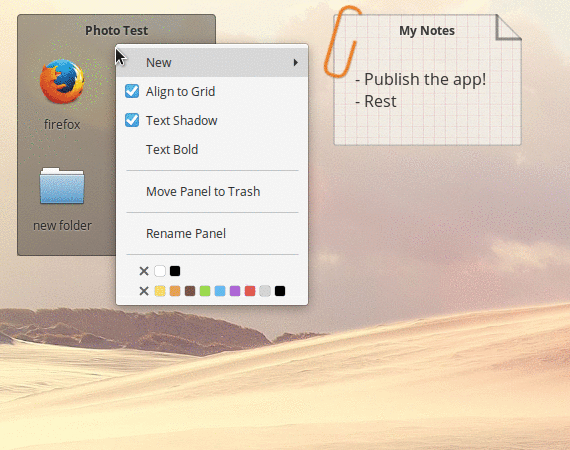 Photo Test
firefox
new folder
New
Align to Grid
Text Shadow
Text Bold
Move Panel to Trash
Rename Panel
My Notes
- Publish the app!
- Rest